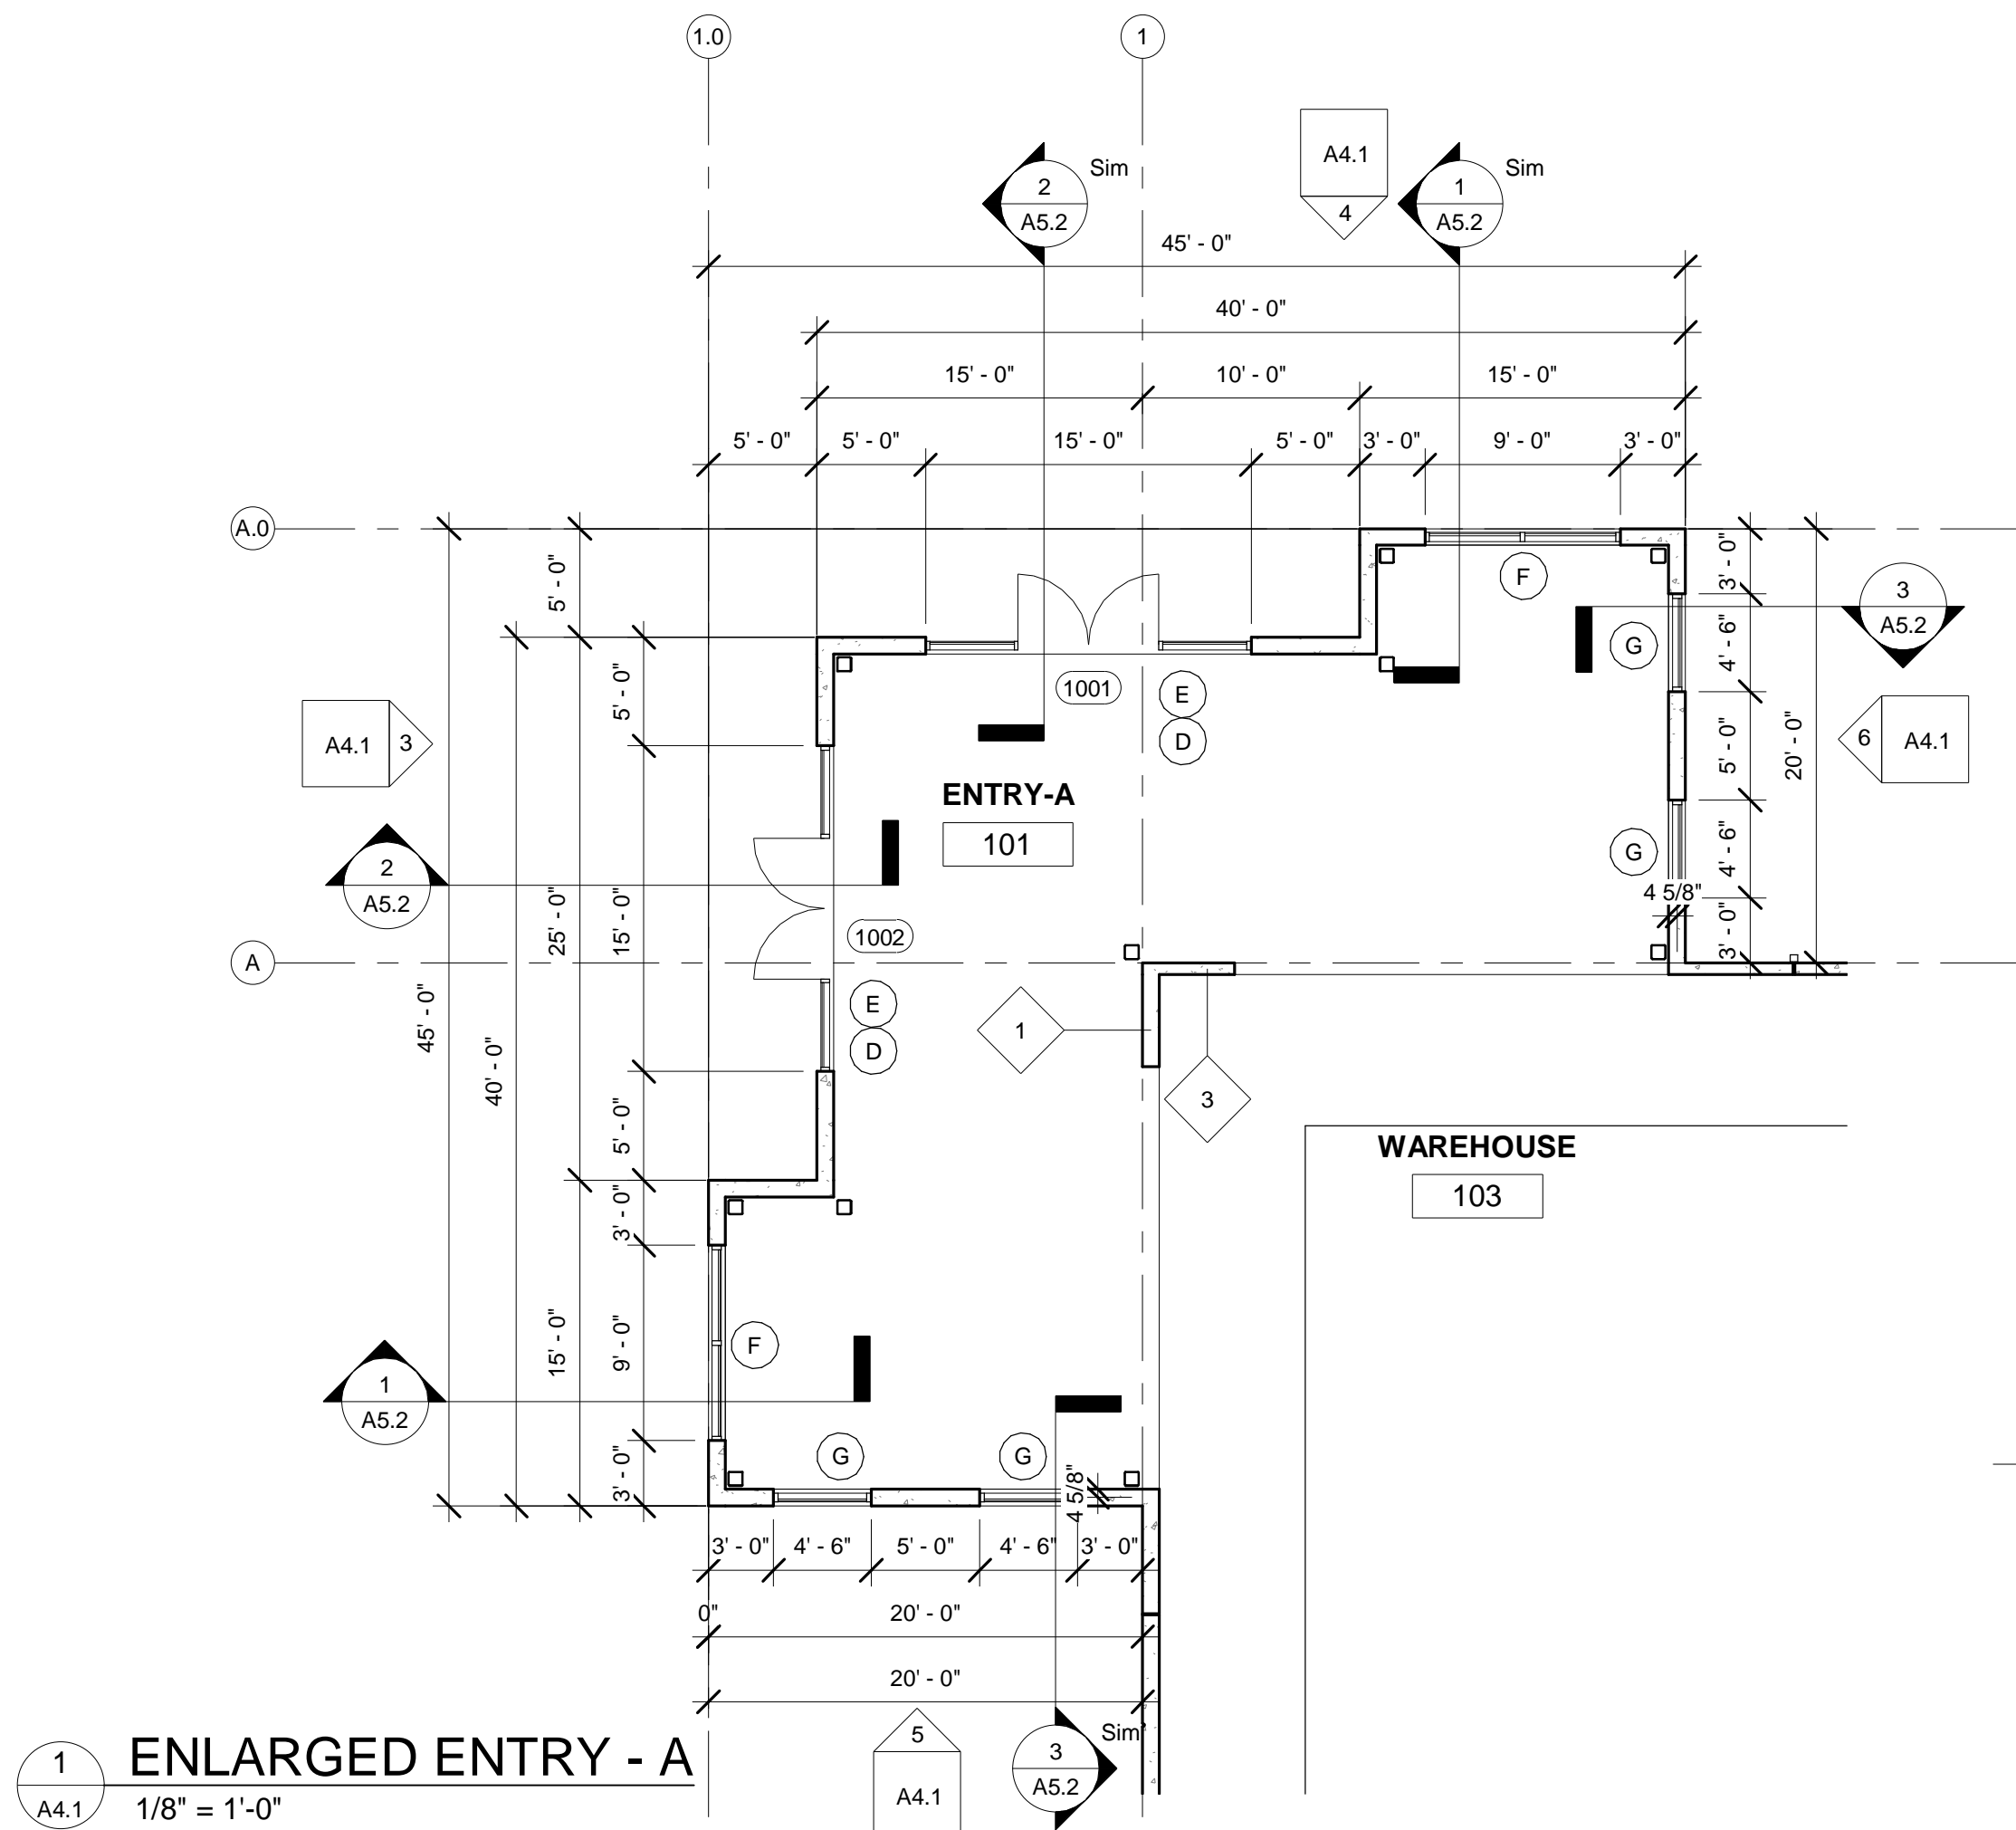 1.0
1
A4.1
4
2
A5.2
Sim
1
A5.2
Sim
45' - 0"
40' - 0"
15' - 0"
10' - 0"
15' - 0"
5' - 0"
5' - 0"
15' - 0"
5' - 0"
3' - 0"
9' - 0"
3' - 0"
A.0
5' - 0"
F
3' - 0"
3
A5.2
G
4' - 6"
5' - 0"
1001
E
D
A4.1
3
6
A4.1
5' - 0"
20' - 0"
ENTRY-A
101
2
A5.2
G
4' - 6"
4 5/8"
25' - 0"
15' - 0"
1002
3' - 0"
A
45' - 0"
40' - 0"
E
D
1
3
5' - 0"
WAREHOUSE
103
3' - 0"
15' - 0"
9' - 0"
F
1
A5.2
3' - 0"
G
G
4 5/8"
3' - 0"
4' - 6"
5' - 0"
4' - 6"
3' - 0"
0"
20' - 0"
20' - 0"
5
A4.1
3
A5.2
Sim
1
A4.1
ENLARGED ENTRY - A
1/8" = 1'-0"